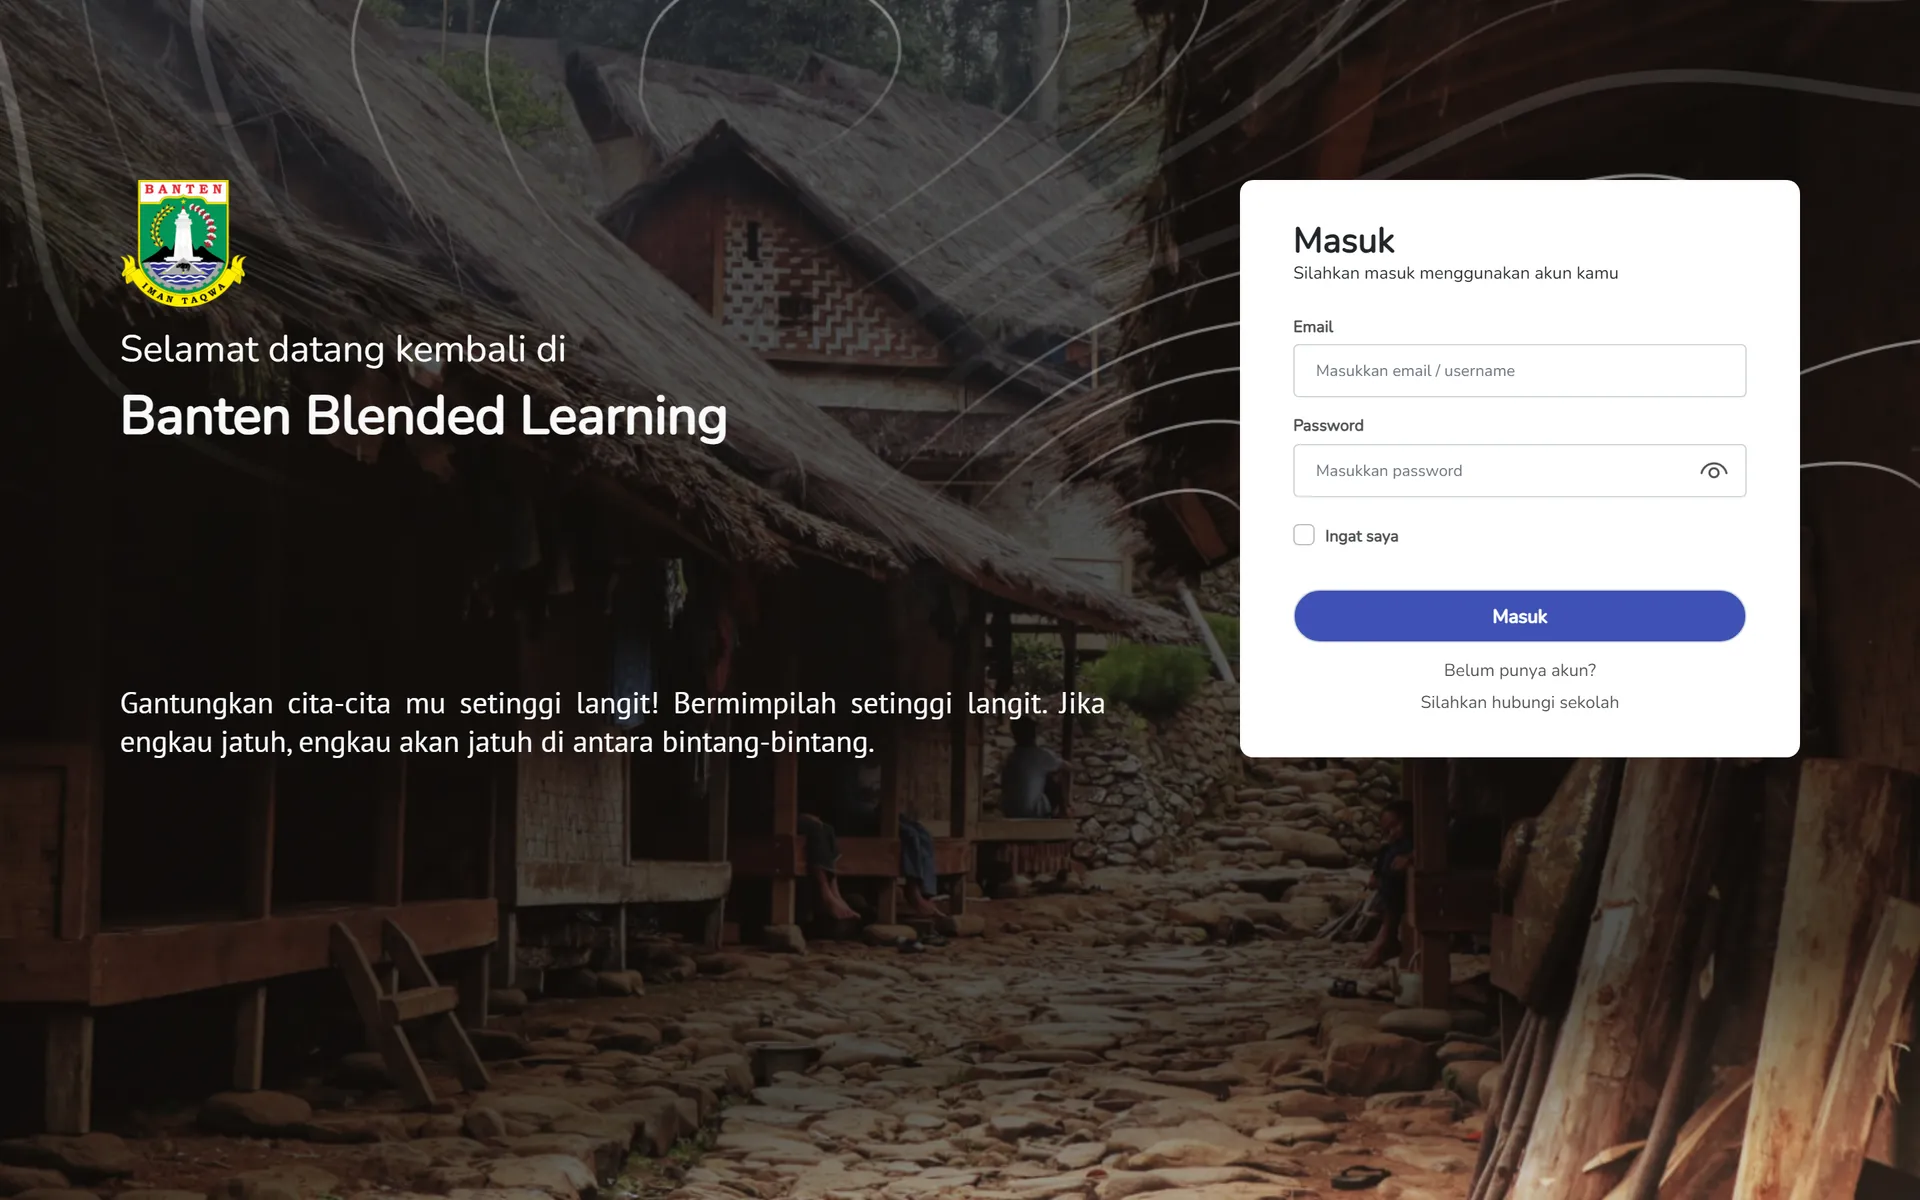 BANTEN
IMAN TAQWA
Selamat datang kembali di
Banten Blended Learning
Gantungkan cita-cita mu setinggi langit! Bermimpilah setinggi langit. Jika
engkau jatuh, engkau akan jatuh di antara bintang-bintang.
Masuk
Silahkan masuk menggunakan akun kamu
Email
Masukkan email / username
Password
Masukkan password
Ingat saya
Masuk
Belum punya akun?
Silahkan hubungi sekolah